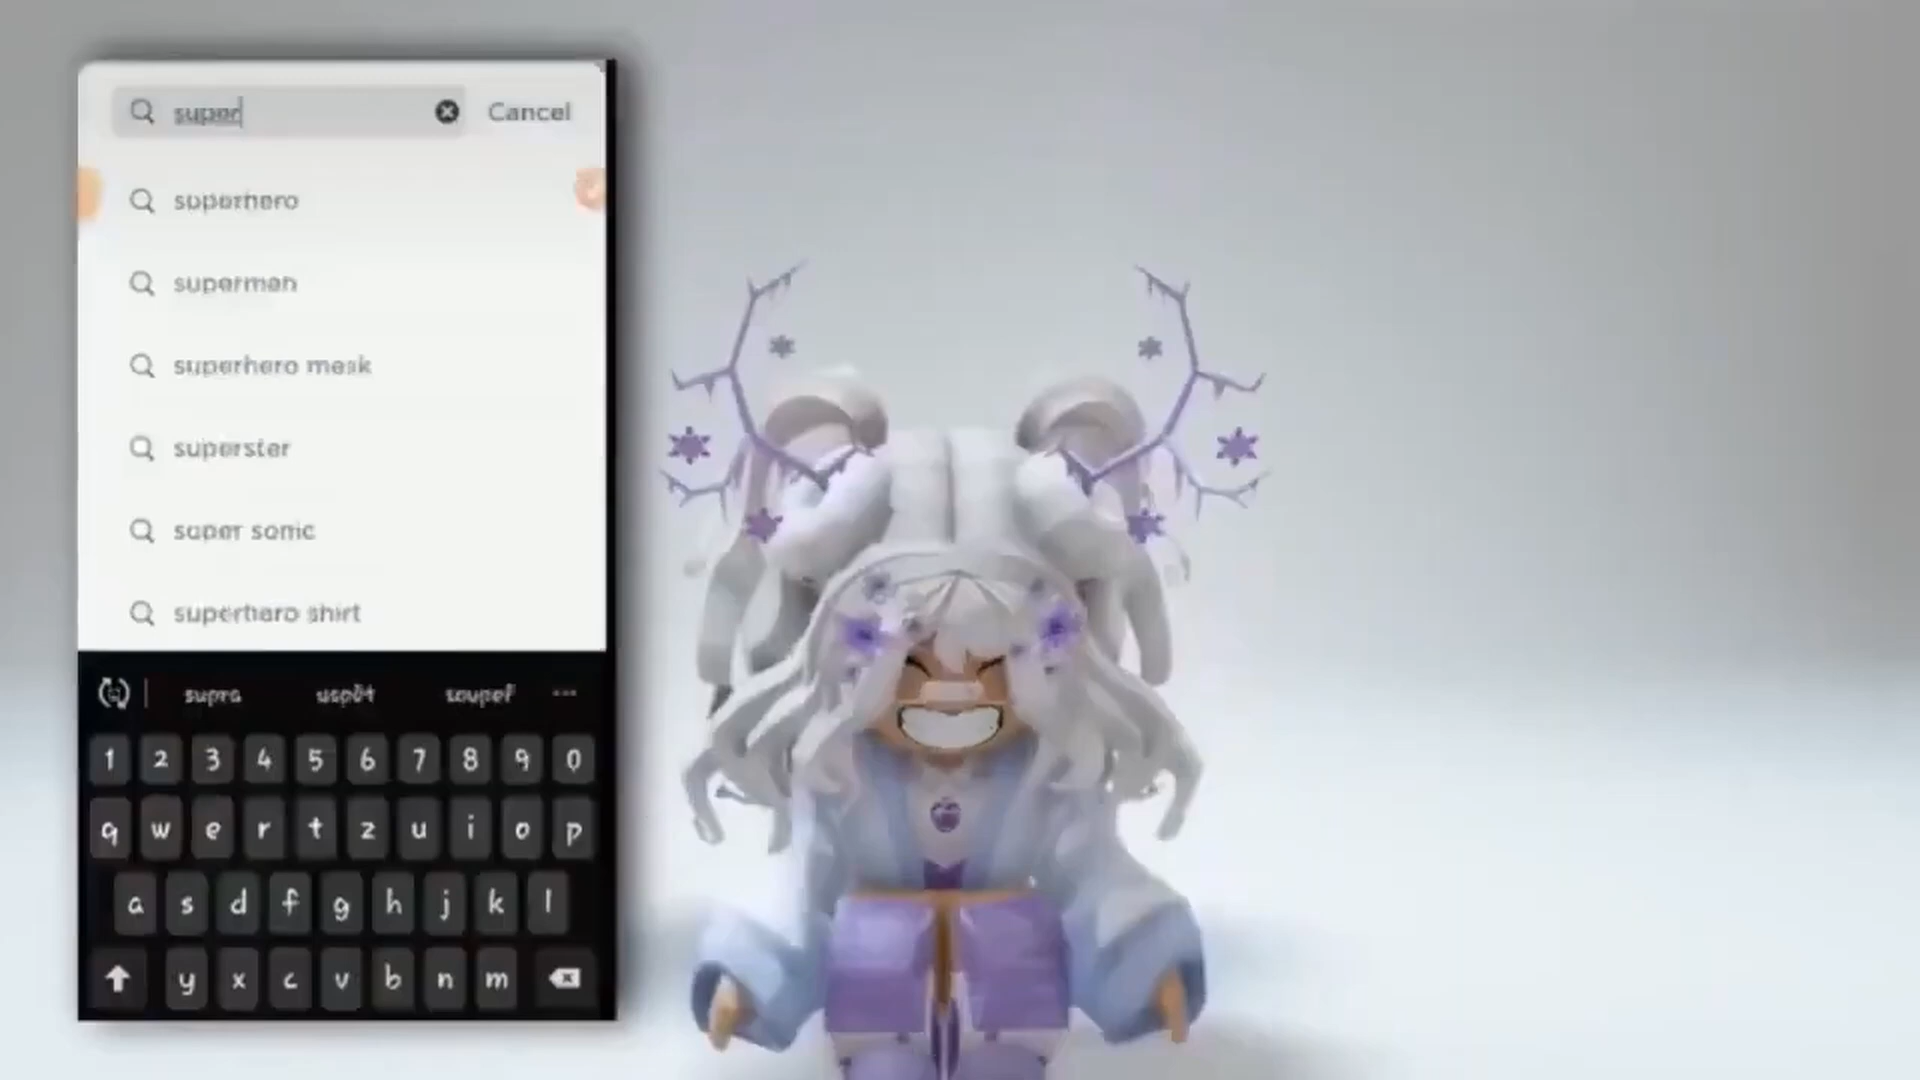 super
Cancel
superhero
superman
superhero mask
superster
super sonic
superhero shirt
supra
1 2 3 4 5 6 7 8 9 0
q w e r t z u i o p
a s d f g h j k l
y x c v b n m